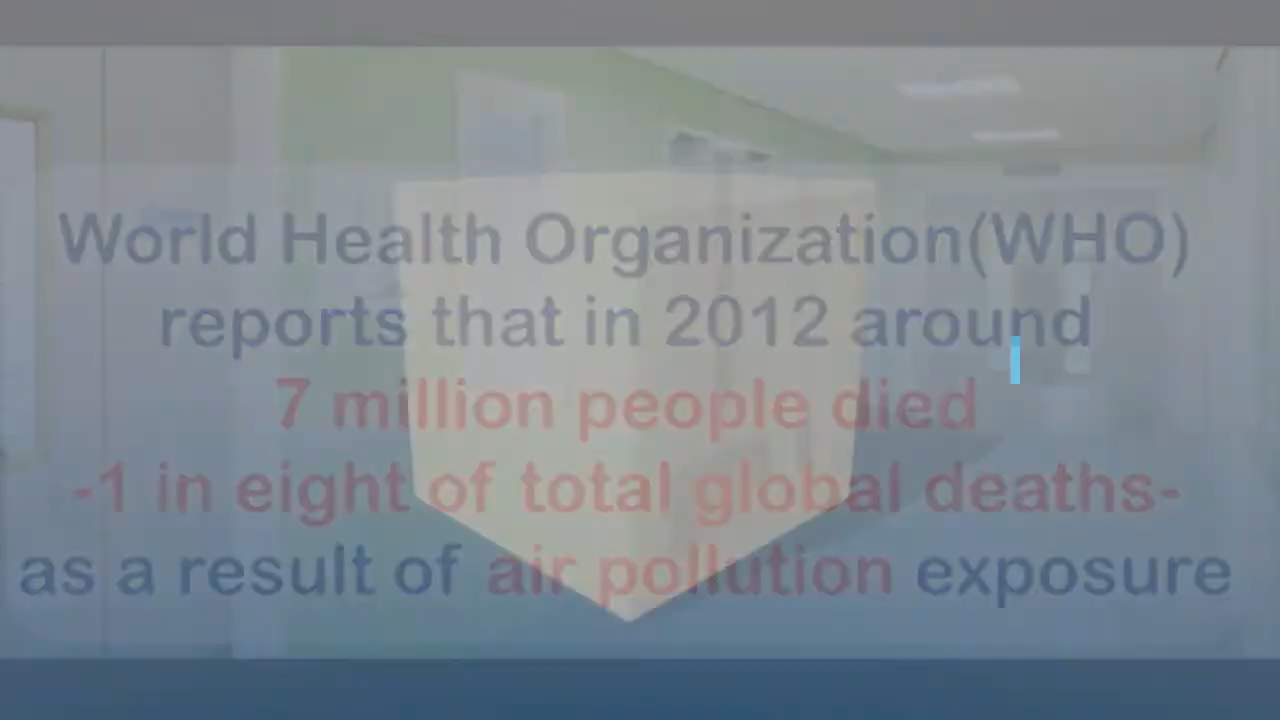 World Health Organization(WHO)
reports that in 2012 around
7 million people died
-1 in eight of total global deaths-
as a result of air pollution exposure